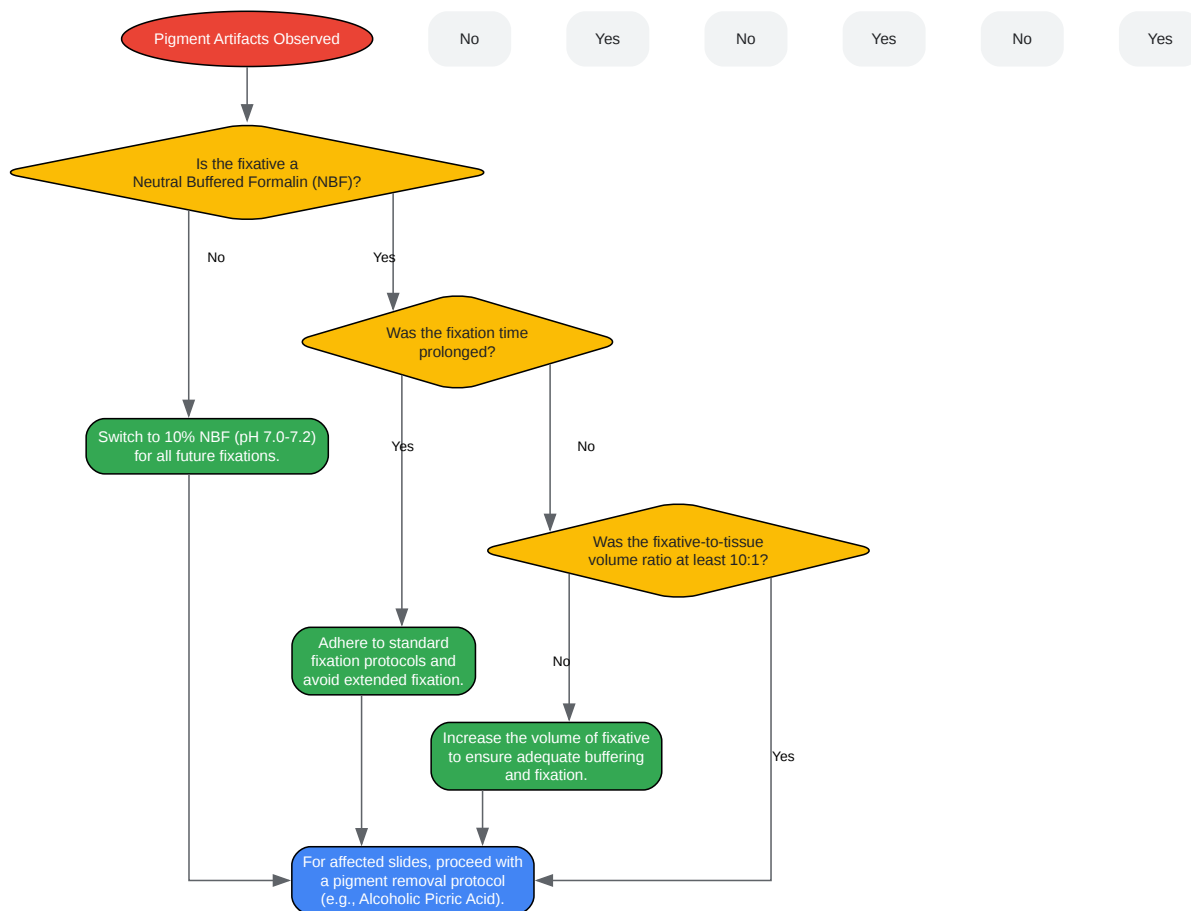 Pigment Artifacts Observed
No
Yes
No
Yes
No
Yes
Is the fixative a
Neutral Buffered Formalin (NBF)?
No
Yes
Was the fixation time
prolonged?
Switch to 10% NBF (pH 7.0-7.2)
for all future fixations.
Yes
No
Was the fixative-to-tissue
volume ratio at least 10:1?
Adhere to standard
fixation protocols and
avoid extended fixation.
No
Increase the volume of fixative
to ensure adequate buffering
and fixation.
Yes
For affected slides, proceed with
a pigment removal protocol
(e.g., Alcoholic Picric Acid).